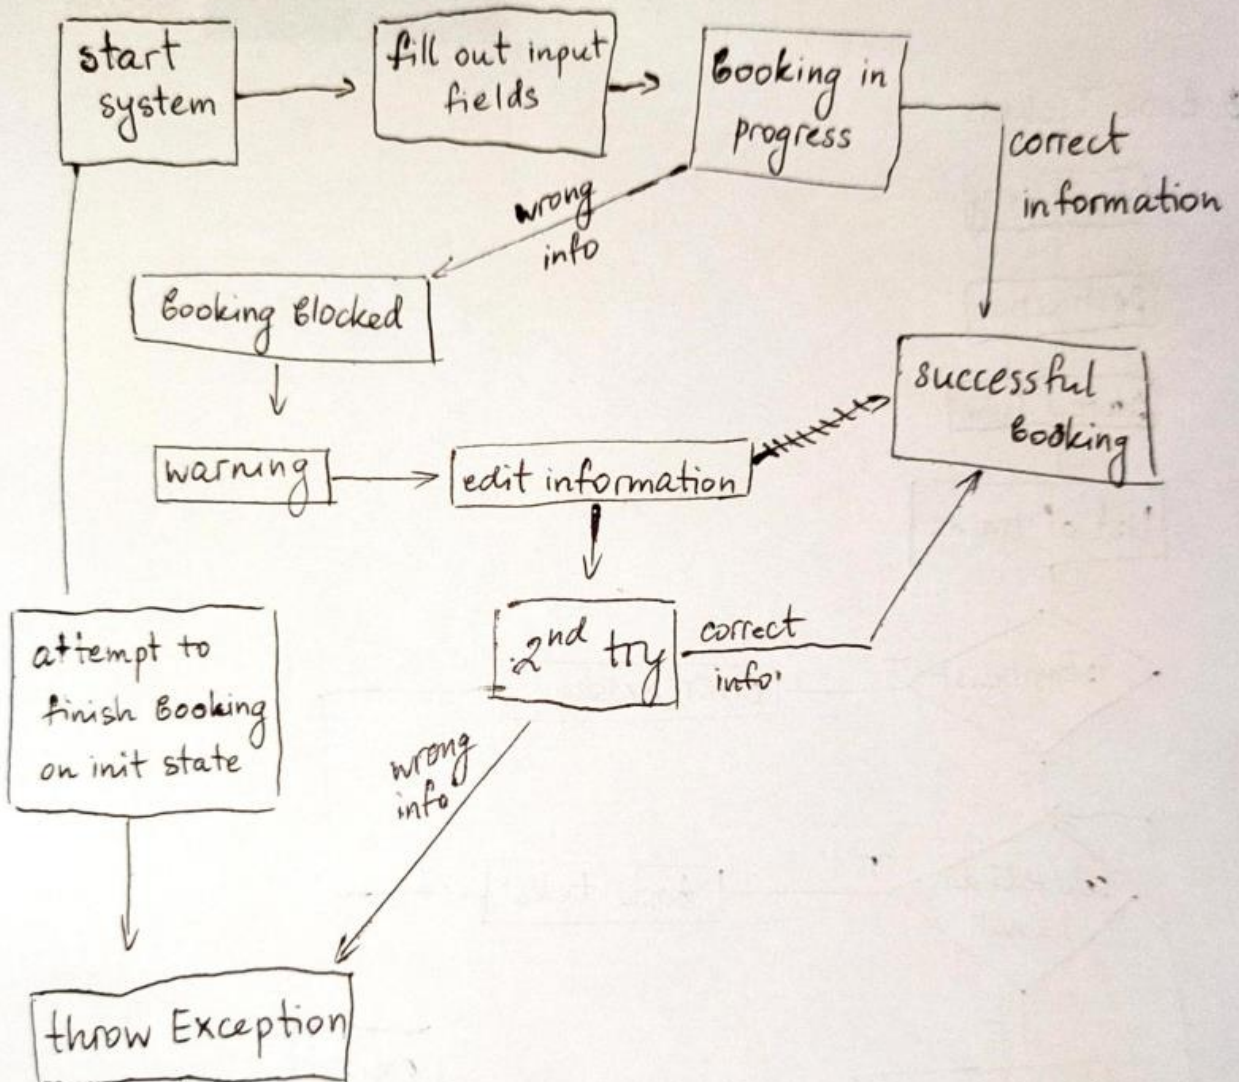 start
system
fill out input
fields
Booking in
progress
correct
information
wrong
info
Booking Blocked
successful
Booking
warning
edit information
2nd try
correct
info.
attempt to
finish Booking
on init state
wrong
info
throw Exception